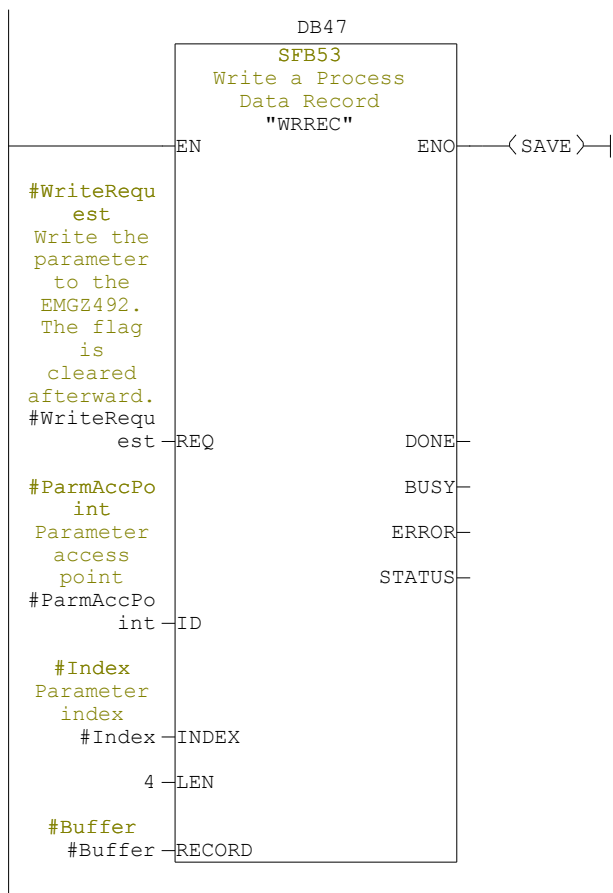 DB47
SFB53
Write a Process
Data Record
"WRREC"
EN
ENO
SAVE
#WriteRequ
est
Write the
parameter
to the
EMGZ492.
The flag
is
cleared
afterward.
#WriteRequ
est
REQ
DONE
#ParmAccPo
int
Parameter
access
point
#ParmAccPo
int
ID
BUSY
ERROR
STATUS
#Index
Parameter
index
#Index
INDEX
4
LEN
#Buffer
#Buffer
RECORD